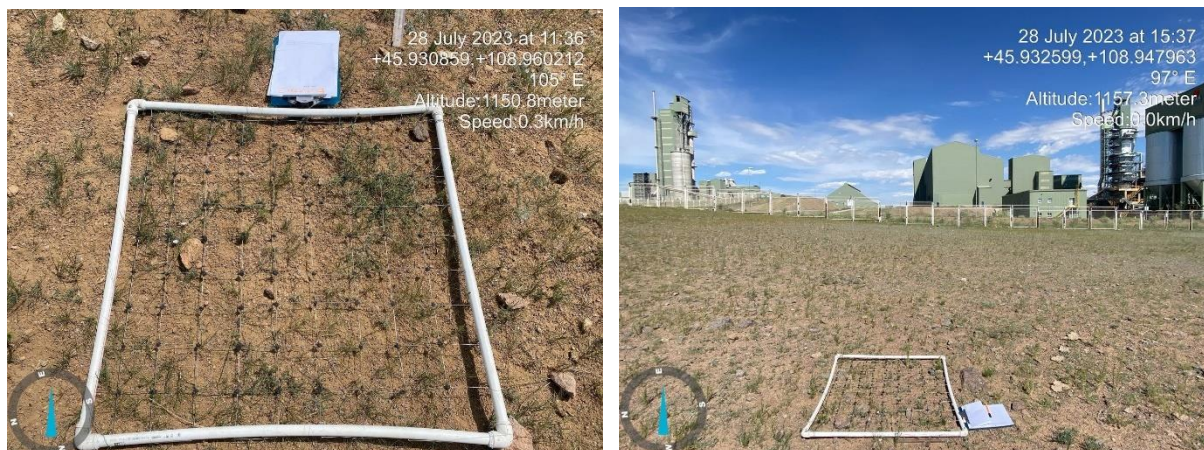 28 July 2023 at 11:36
+45.930859,+108.960212
105° E
Altitude:1150.8meter
Speed:0.3km/h
28 July 2023 at 15:37
+45.932599,+108.947963
97° E
Altitude:1157.3meter
Speed:0.0km/h
E
N
S
E
N
S